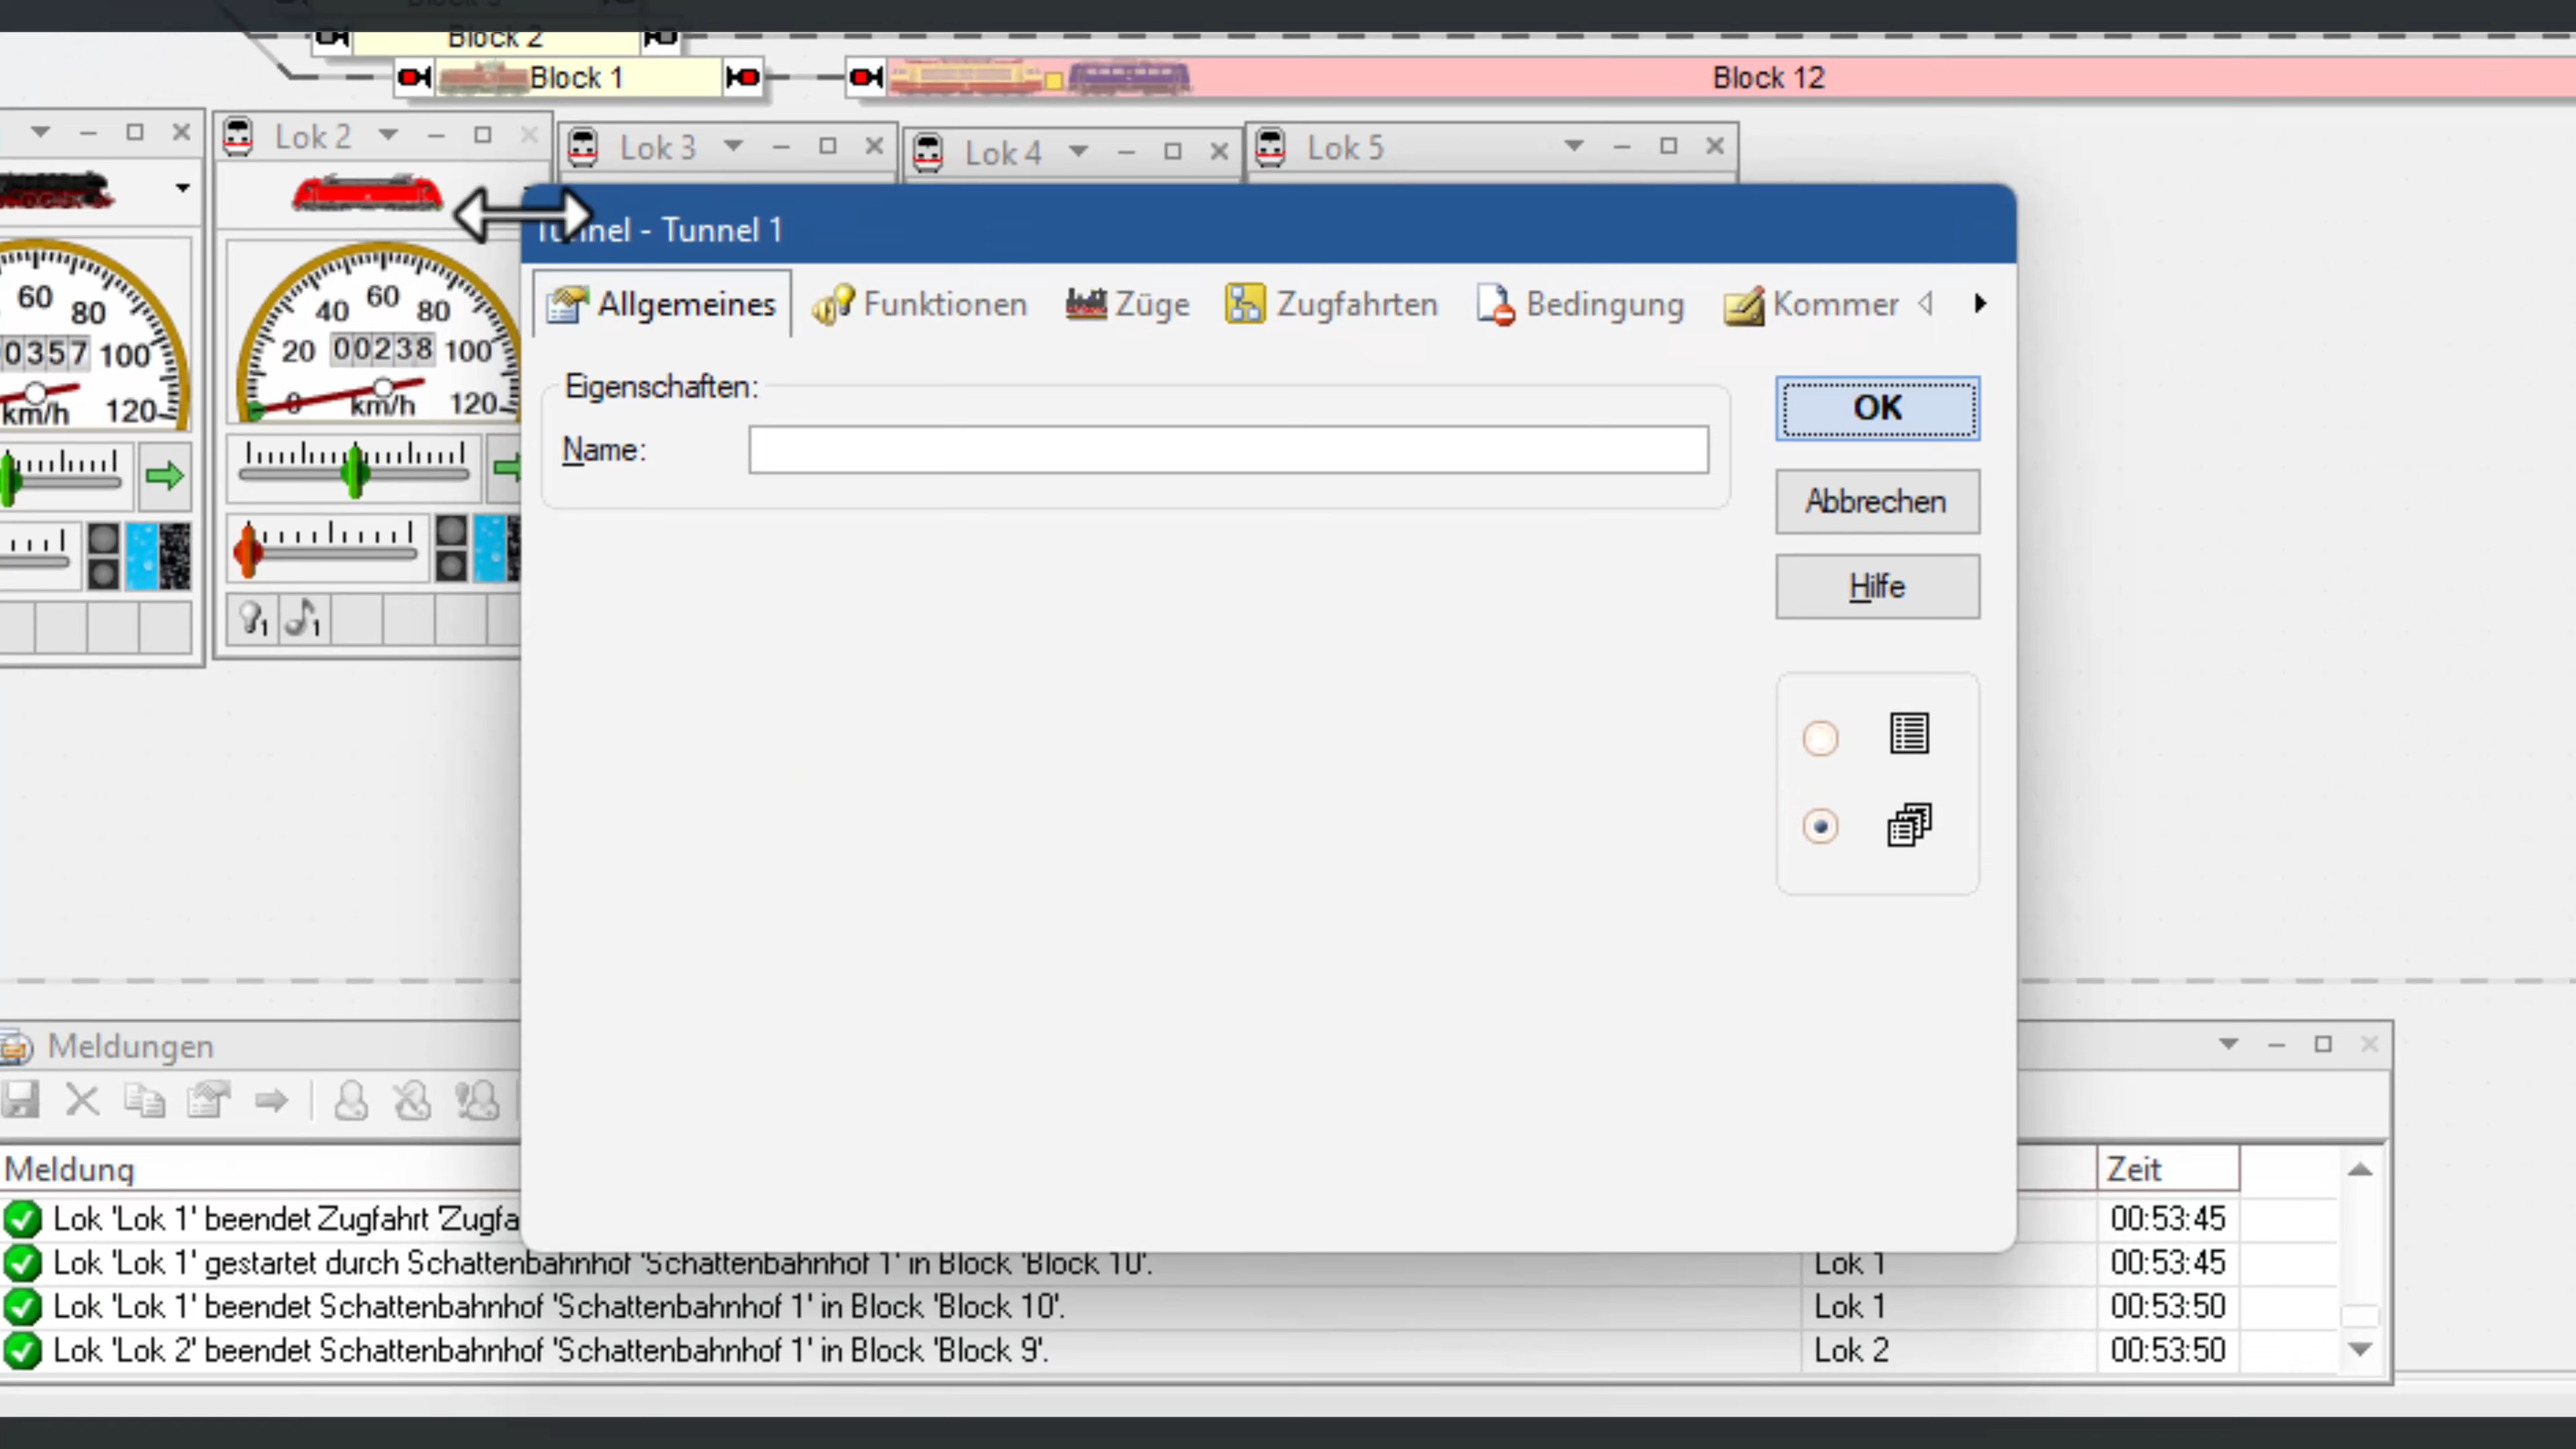 Block 2
Block 1
Block 12
Lok 2
Lok 3
Lok 4
Lok 5
Tunnel - Tunnel 1
Allgemeines
Funktionen
Züge
Zugfahrten
Bedingung
Kommer
60
80
100
120
0357
km/h
0
20
40
60
80
100
120
00238
km/h
1
1
Eigenschaften:
Name:
OK
Abbrechen
Hilfe
Meldungen
Meldung
Zeit
Lok 'Lok 1' beendet Zugfahrt 'Zugfa
00:53:45
Lok 'Lok 1' gestartet durch Schattenbahnhof 'Schattenbahnhof 1' in Block 'Block 10'.
Lok 1
00:53:45
Lok 'Lok 1' beendet Schattenbahnhof 'Schattenbahnhof 1' in Block 'Block 10'.
Lok 1
00:53:50
Lok 'Lok 2' beendet Schattenbahnhof 'Schattenbahnhof 1' in Block 'Block 9'.
Lok 2
00:53:50